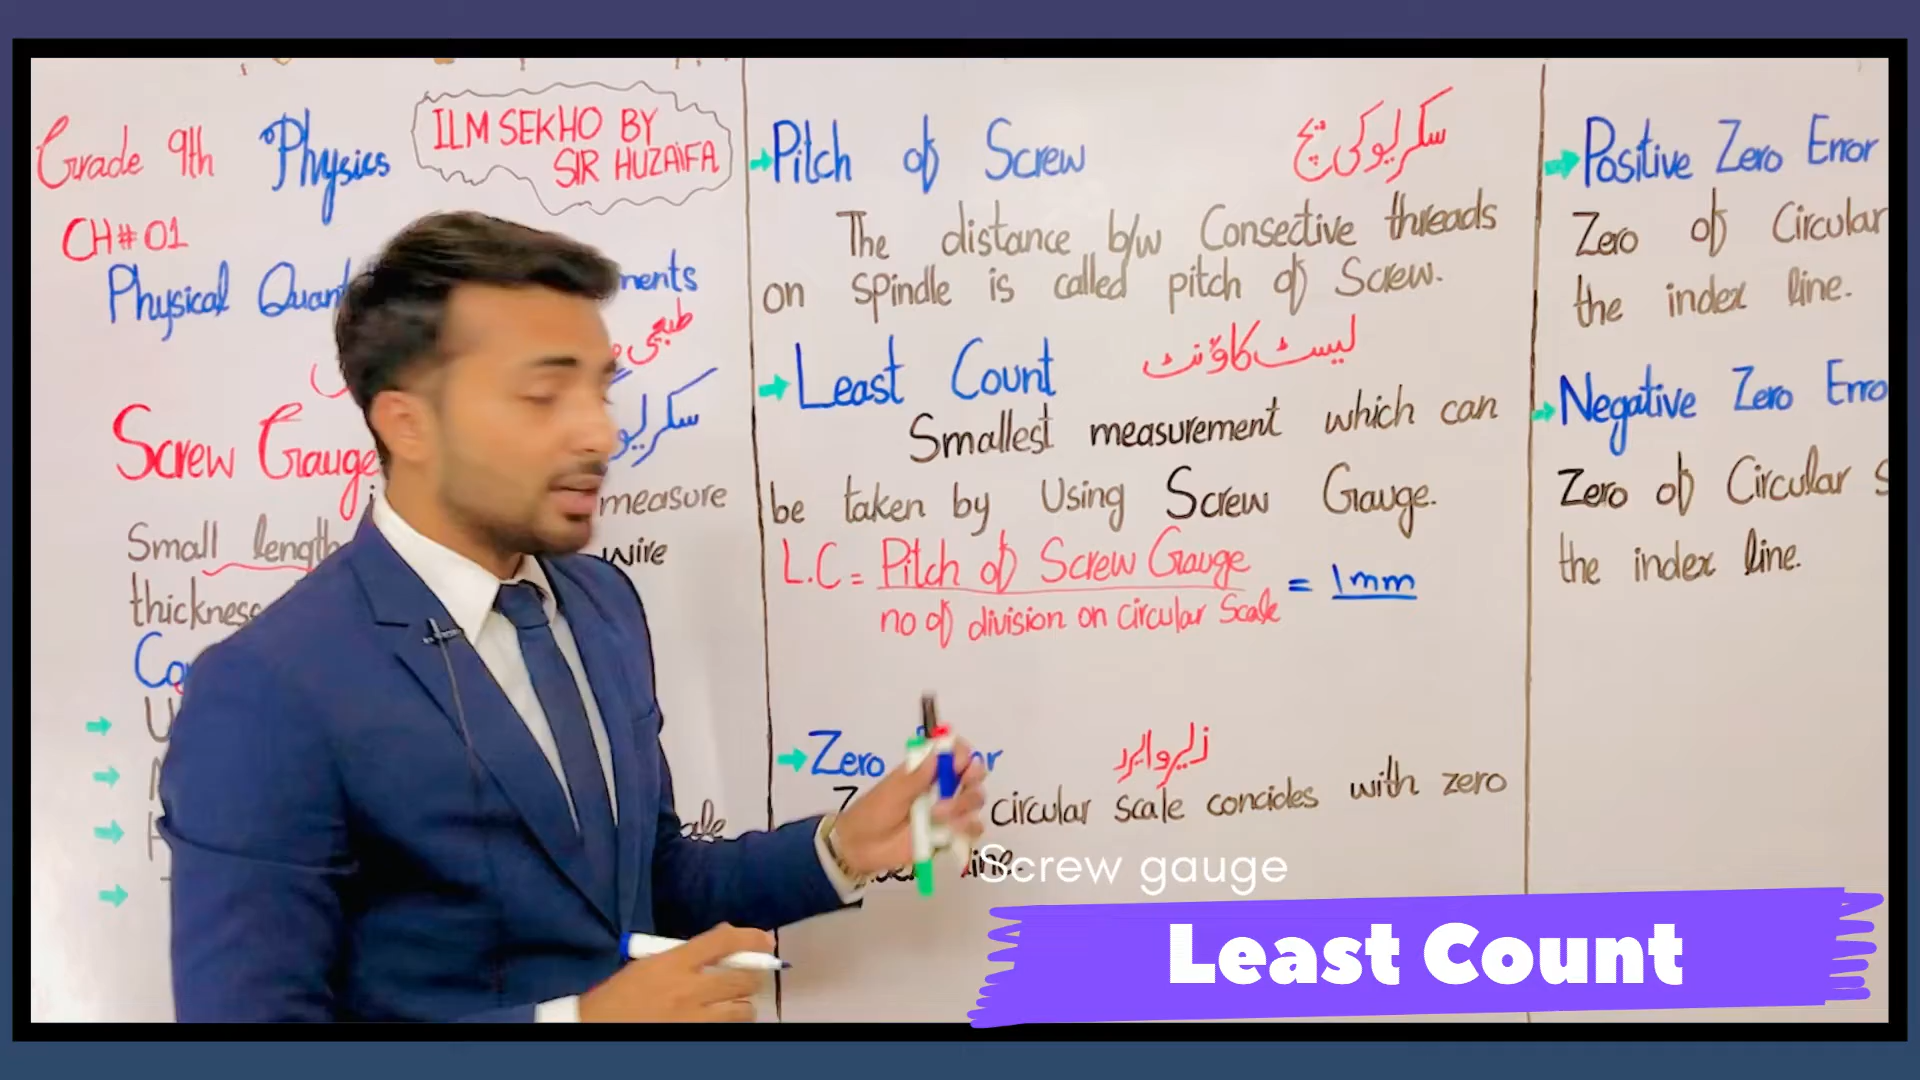 Grade 9th Physics
ILM SEKHO BY
SIR HUZAIFA
CH# 01
Physical
Screw Gauge
measure
Small length
wire
thickness
Pitch of Screw
سکریو کی پچ
The distance b/w Consective threads
on spindle is called pitch of Screw.
Least Count
لیسٹ کاؤنٹ
Smallest measurement which can
be taken by Using Screw Gauge.
L.C = Pitch of Screw Gauge = 1mm
no of division on circular Scale
Zero
circular scale concides with zero
Positive Zero Error
Zero of Circular
the index line.
Negative Zero
Zero of Circular
the index line.
Screw gauge
Least Count